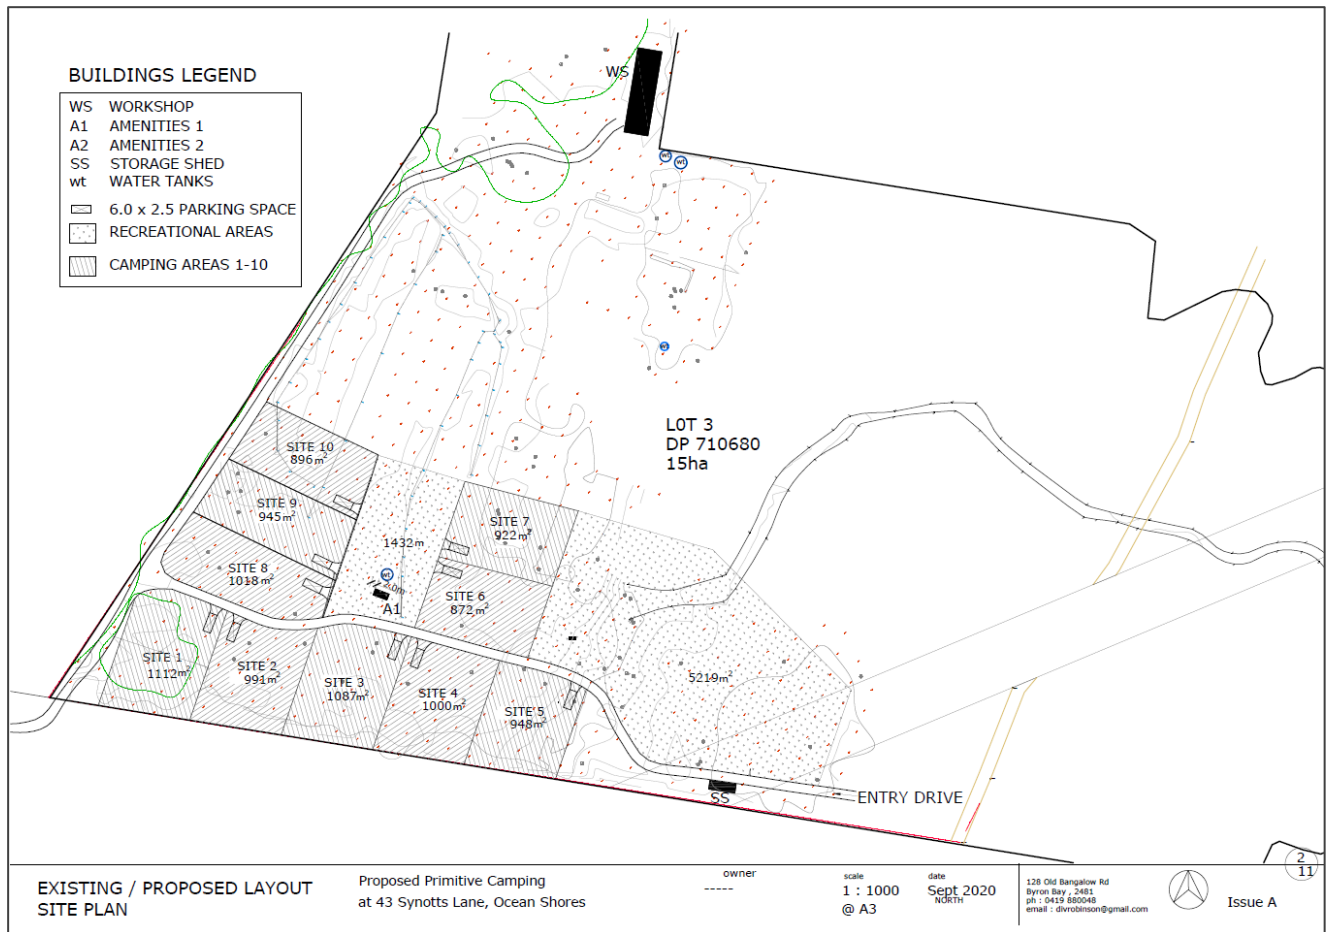 BUILDINGS LEGEND
WS WORKSHOP
A1 AMENITIES 1
A2 AMENITIES 2
SS STORAGE SHED
wt WATER TANKS
6.0 x 2.5 PARKING SPACE
RECREATIONAL AREAS
CAMPING AREAS 1-10
WS
wt
wt
wt
LOT 3
DP 710680
15ha
SITE 10
896m²
SITE 9
945m²
SITE 8
1018m²
1432m
wt
A1
SITE 7
922m²
SITE 6
872m²
SITE 1
1112m²
SITE 2
991m²
SITE 3
1087m²
SITE 4
1000m²
SITE 5
948m²
5219m²
SS
ENTRY DRIVE
2
11
EXISTING / PROPOSED LAYOUT
SITE PLAN
Proposed Primitive Camping
at 43 Synotts Lane, Ocean Shores
owner
-----
scale
1 : 1000
@ A3
date
Sept 2020
NORTH
128 Old Bangalow Rd
Byron Bay , 2481
ph : 0419 880048
email : divrobinson@gmail.com
Issue A